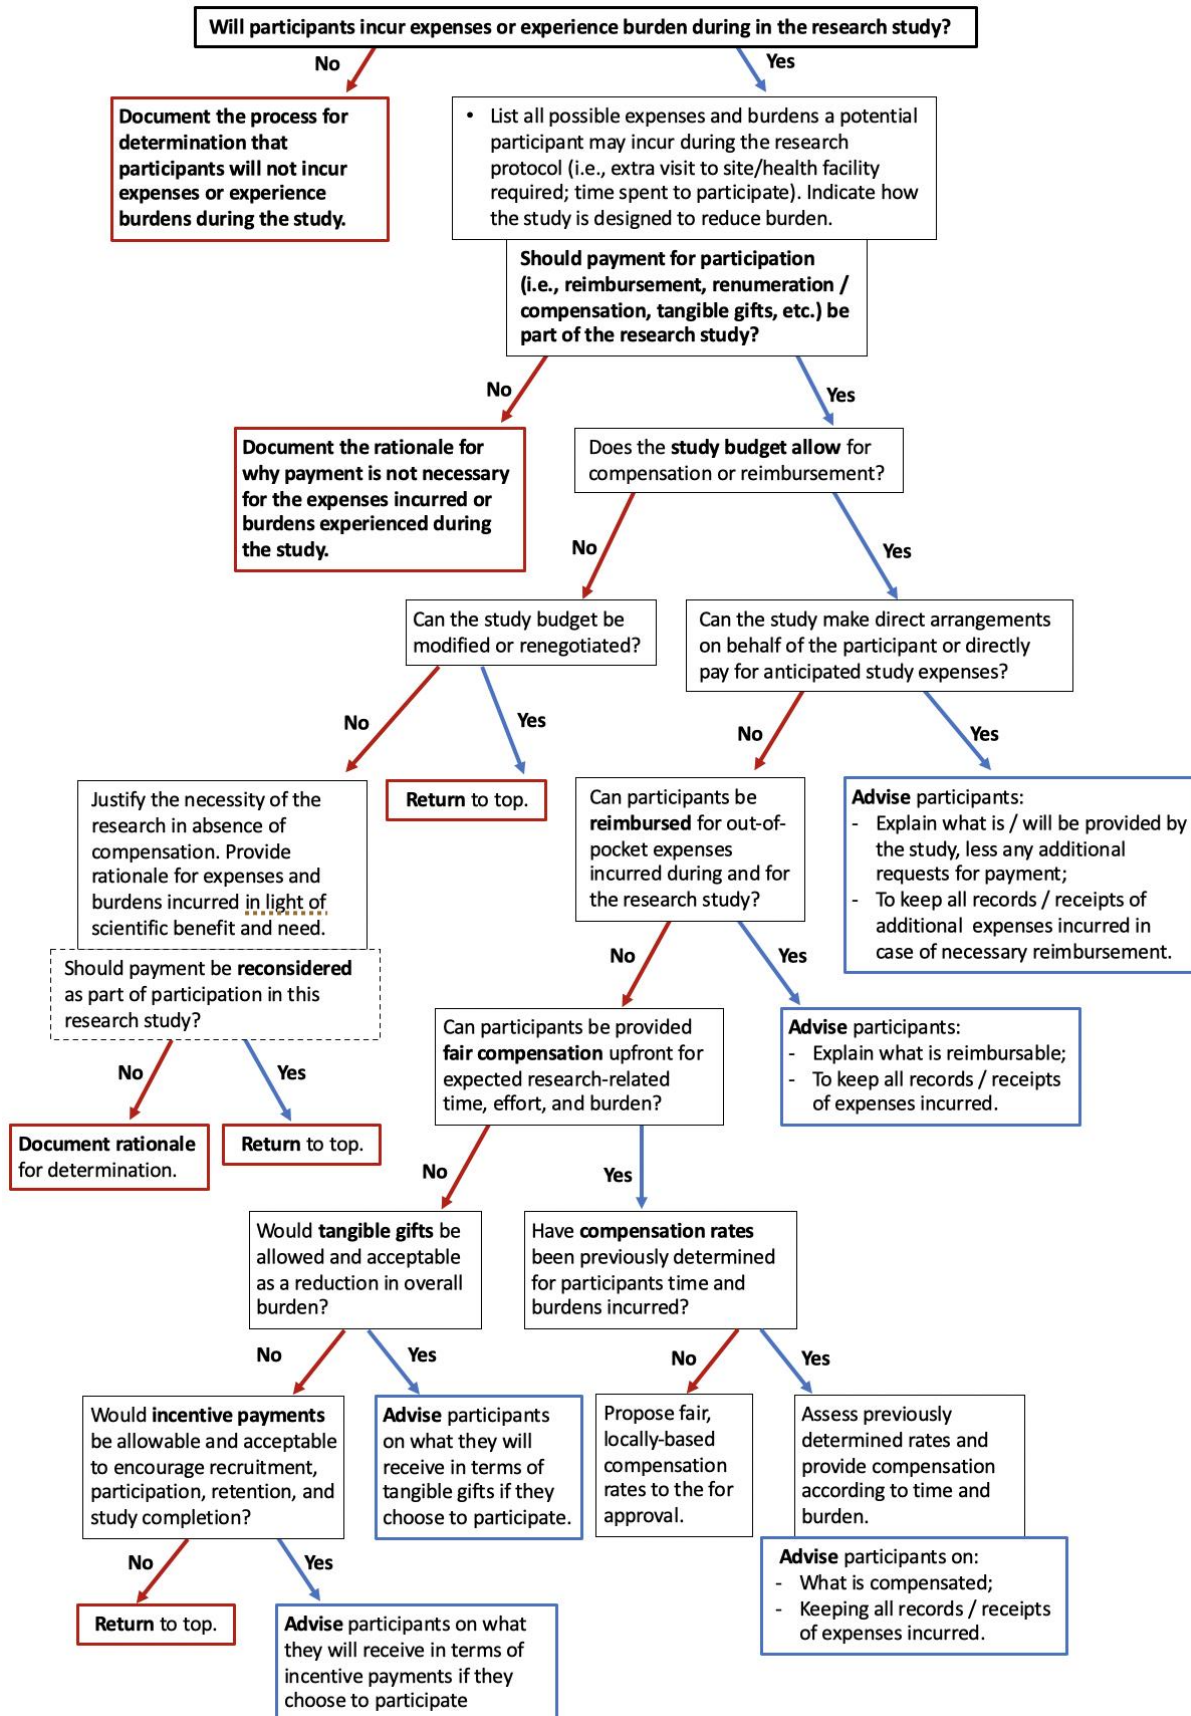 Will participants incur expenses or experience burden during in the research study?
No
Yes
Document the process for
determination that
participants will not incur
expenses or experience
burdens during the study.
• List all possible expenses and burdens a potential
participant may incur during the research
protocol (i.e., extra visit to site/health facility
required; time spent to participate). Indicate how
the study is designed to reduce burden.
Should payment for participation
(i.e., reimbursement, renumeration /
compensation, tangible gifts, etc.) be
part of the research study?
No
Yes
Document the rationale for
why payment is not necessary
for the expenses incurred or
burdens experienced during
the study.
Does the study budget allow for
compensation or reimbursement?
No
Yes
Can the study budget be
modified or renegotiated?
Can the study make direct arrangements
on behalf of the participant or directly
pay for anticipated study expenses?
No
Yes
No
Yes
Justify the necessity of the
research in absence of
compensation. Provide
rationale for expenses and
burdens incurred in light of
scientific benefit and need.
Return to top.
Can participants be
reimbursed for out-of-
pocket expenses
incurred during and for
the research study?
Advise participants:
- Explain what is / will be provided by
the study, less any additional
requests for payment;
- To keep all records / receipts of
additional expenses incurred in
case of necessary reimbursement.
Should payment be reconsidered
as part of participation in this
research study?
No
Yes
No
Yes
Document rationale
for determination.
Return to top.
Can participants be provided
fair compensation upfront for
expected research-related
time, effort, and burden?
Advise participants:
- Explain what is reimbursable;
- To keep all records / receipts
of expenses incurred.
No
Yes
Would tangible gifts be
allowed and acceptable
as a reduction in overall
burden?
Have compensation rates
been previously determined
for participants time and
burdens incurred?
No
Yes
No
Yes
Would incentive payments
be allowable and acceptable
to encourage recruitment,
participation, retention, and
study completion?
Advise participants
on what they will
receive in terms of
tangible gifts if they
choose to participate.
Propose fair,
locally-based
compensation
rates to the for
approval.
Assess previously
determined rates and
provide compensation
according to time and
burden.
No
Yes
Advise participants on:
- What is compensated;
- Keeping all records / receipts
of expenses incurred.
Return to top.
Advise participants on what
they will receive in terms of
incentive payments if they
choose to participate